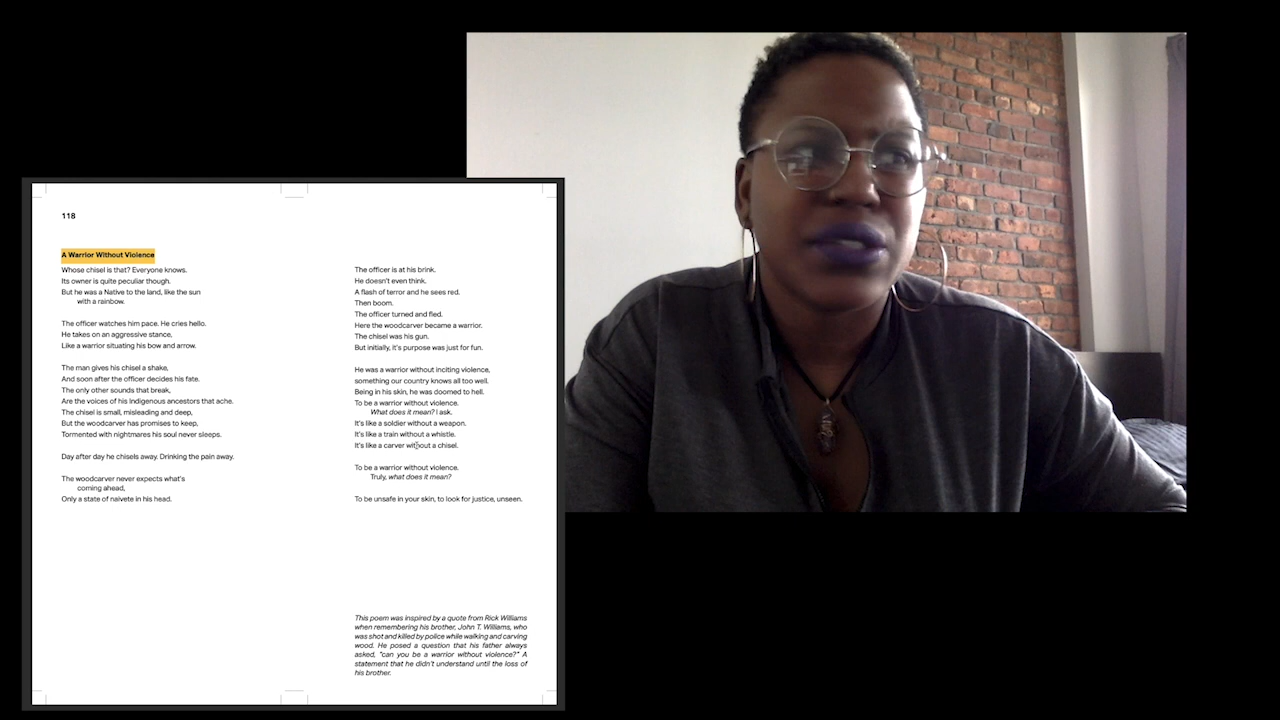 118
A Warrior Without Violence
Whose chisel is that? Everyone knows.
Its owner is quite peculiar though.
But he was a Native to the land, like the sun
with a rainbow.
The officer watches him pace. He cries hello.
He takes on an aggressive stance,
Like a warrior situating his bow and arrow.
The man gives his chisel a shake,
And soon after the officer decides his fate.
The only other sounds that break,
Are the voices of his Indigenous ancestors that ache.
The chisel is small, misleading and deep,
But the woodcarver has promises to keep,
Tormented with nightmares his soul never sleeps.
Day after day he chisels away. Drinking the pain away.
The woodcarver never expects what's
coming ahead,
Only a state of naivete in his head.
The officer is at his brink.
He doesn't even think.
A flash of terror and he sees red.
Then boom.
The officer turned and fled.
Here the woodcarver became a warrior.
The chisel was his gun.
But initially, it's purpose was just for fun.
He was a warrior without inciting violence,
something our country knows all too well.
Being in his skin, he was doomed to hell.
To be a warrior without violence.
What does it mean? I ask.
It's like a soldier without a weapon.
It's like a train without a whistle.
It's like a carver without a chisel.
To be a warrior without violence.
Truly, what does it mean?
To be unsafe in your skin, to look for justice, unseen.
This poem was inspired by a quote from Rick Williams
when remembering his brother, John T. Williams, who
was shot and killed by police while walking and carving
wood. He posed a question that his father always
asked, "can you be a warrior without violence?" A
statement that he didn't understand until the loss of
his brother.